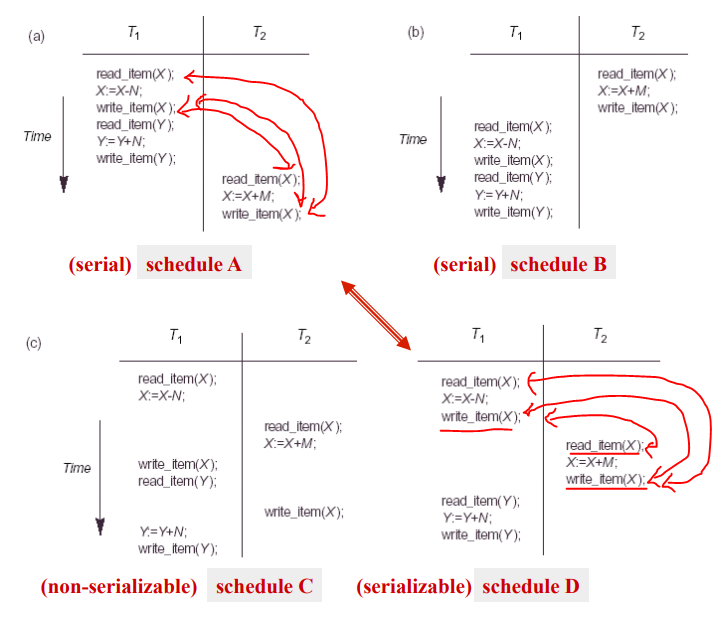 (a)
T1
T2
read_item(X);
X:=X-N;
write_item(X);
read_item(Y);
Y:=Y+N;
write_item(Y);
Time
read_item(X);
X:=X+M;
write_item(X);
(serial) schedule A
(b)
T1
T2
read_item(X);
X:=X+M;
write_item(X);
Time
read_item(X);
X:=X-N;
write_item(X);
read_item(Y);
Y:=Y+N;
write_item(Y);
(serial) schedule B
(c)
T1
T2
read_item(X);
X:=X-N;
read_item(X);
X:=X+M;
Time
write_item(X);
read_item(Y);
write_item(X);
Y:=Y+N;
write_item(Y);
(non-serializable) schedule C
T1
T2
read_item(X);
X:=X-N;
write_item(X);
read_item(X);
X:=X+M;
write_item(X);
read_item(Y);
Y:=Y+N;
write_item(Y);
(serializable) schedule D